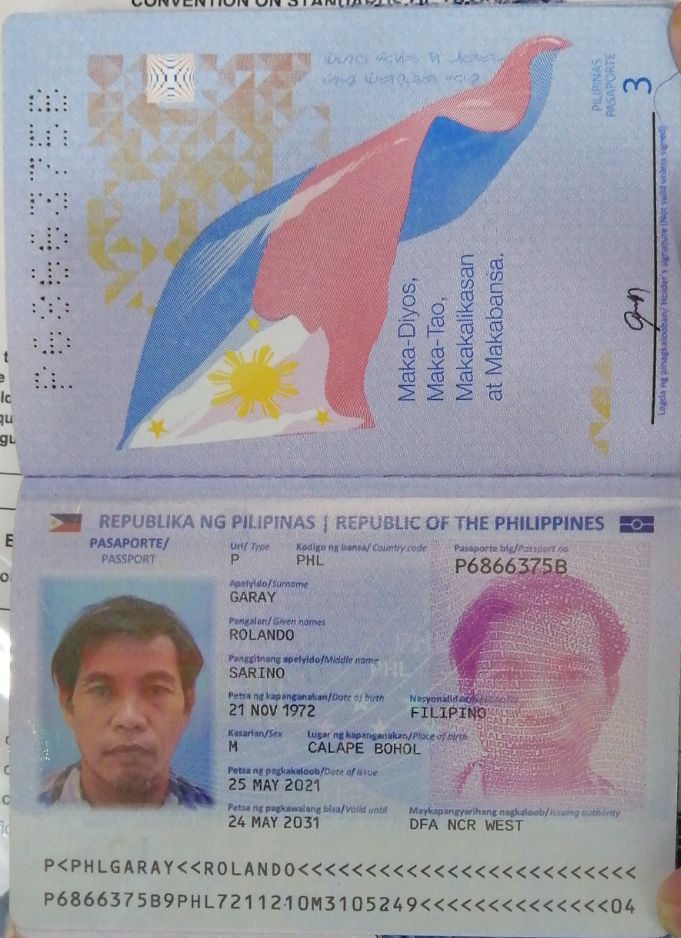 CONVENTION ON STANDARDS OF
P6866375B
PILIPINAS
PASAPORTE
3
Maka-Diyos,
Maka-Tao,
Makakalikasan
at Makabansa.
Lagda ng pinagkalooban/ Holder's signature (Not valid unless signed)
REPUBLIKA NG PILIPINAS | REPUBLIC OF THE PHILIPPINES
PASAPORTE/
PASSPORT
Uri/ Type
Kodigo ng bansa/ Country code
Pasaporte blg/Passport no
P
PHL
P6866375B
Apelyido/Surname
GARAY
Pangalan/ Given names
ROLANDO
Panggitnang apelyido/Middle name
SARINO
Petsa ng kapanganakan/Date of birth
Nasyonalidad/Nationality
21 NOV 1972
FILIPINO
Kasarian/Sex
Lugar ng kapanganakan/Place of birth
M
CALAPE BOHOL
Petsa ng pagkakaloob/Date of issue
25 MAY 2021
Petsa ng pagkawalang bisa/Valid until
Maykapangyarihang nagkaloob/Issuing authority
24 MAY 2031
DFA NCR WEST
P<PHLGARAY<<ROLANDO<<<<<<<<<<<<<<<<<<<<<<<<<
P6866375B9PHL7211210M3105249<<<<<<<<<<<<<<04